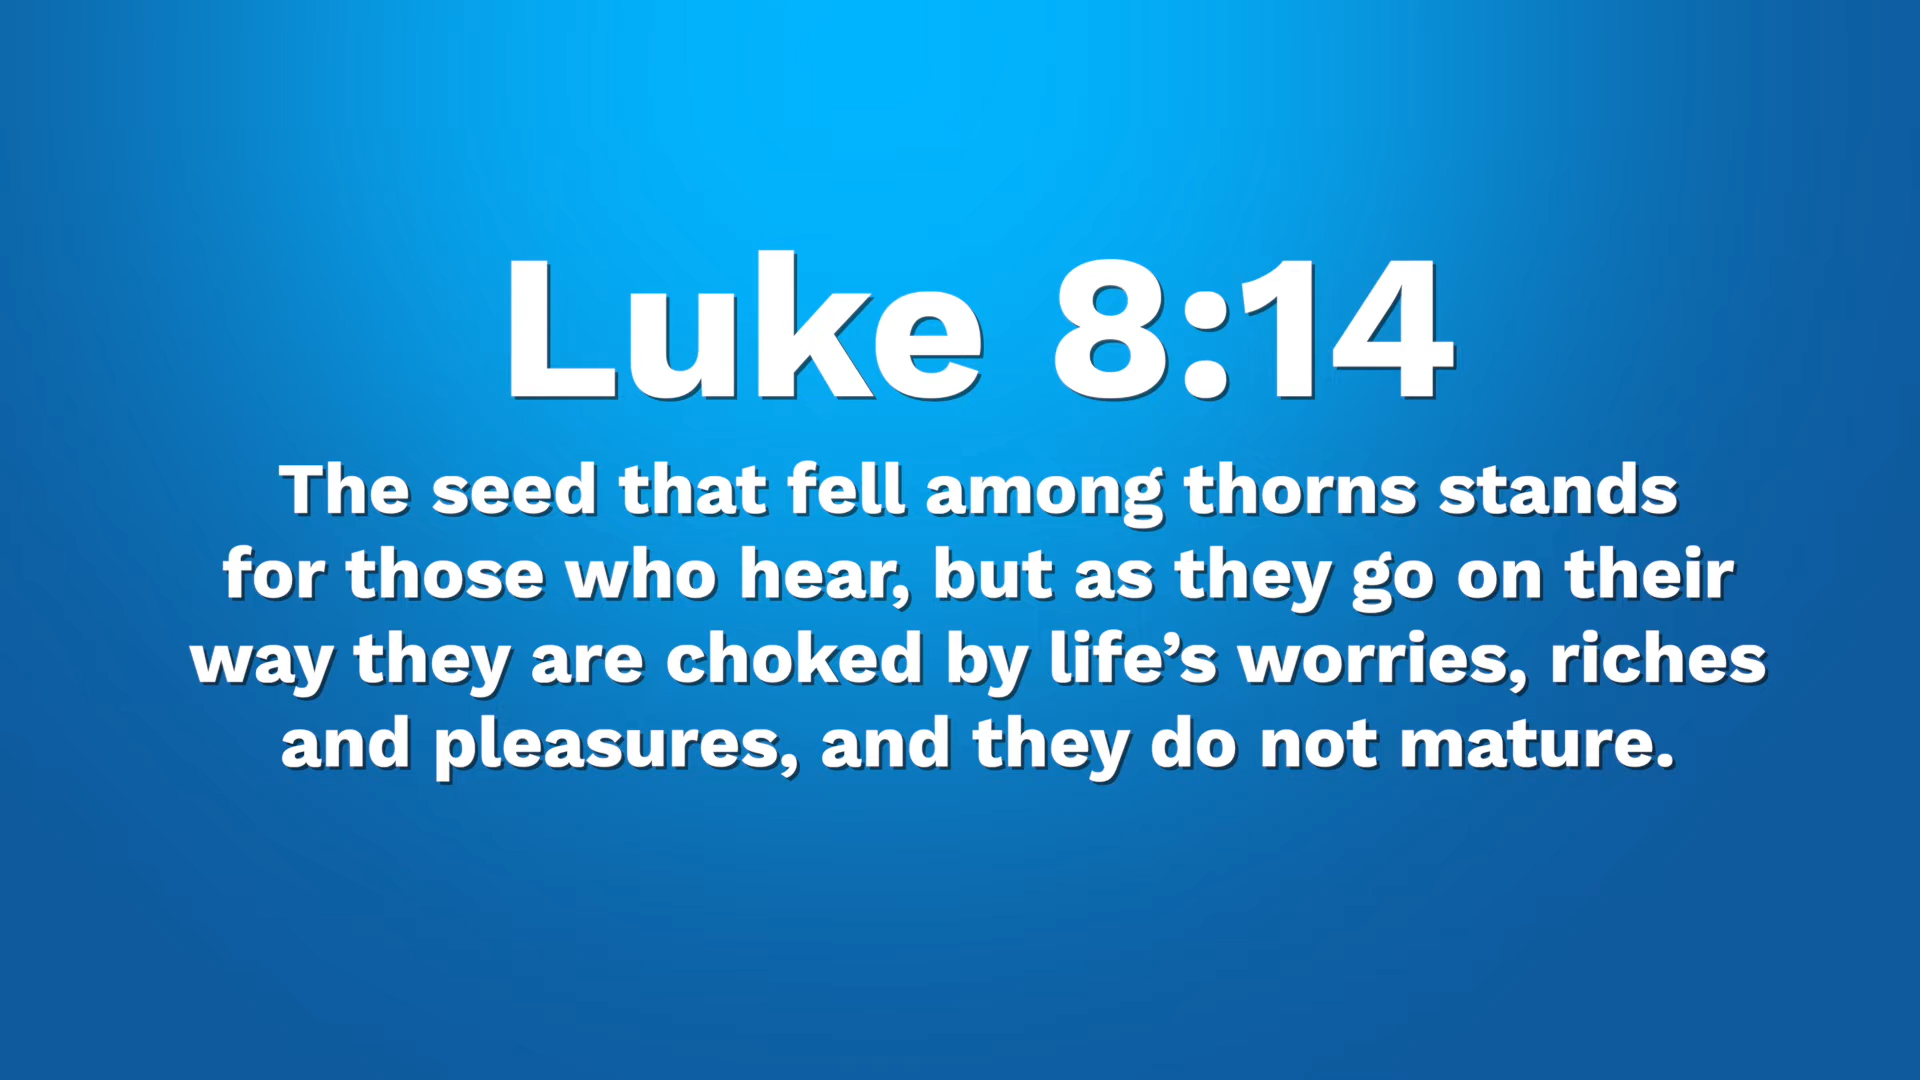 Luke 8:14
The seed that fell among thorns stands
for those who hear, but as they go on their
way they are choked by life’s worries, riches
and pleasures, and they do not mature.